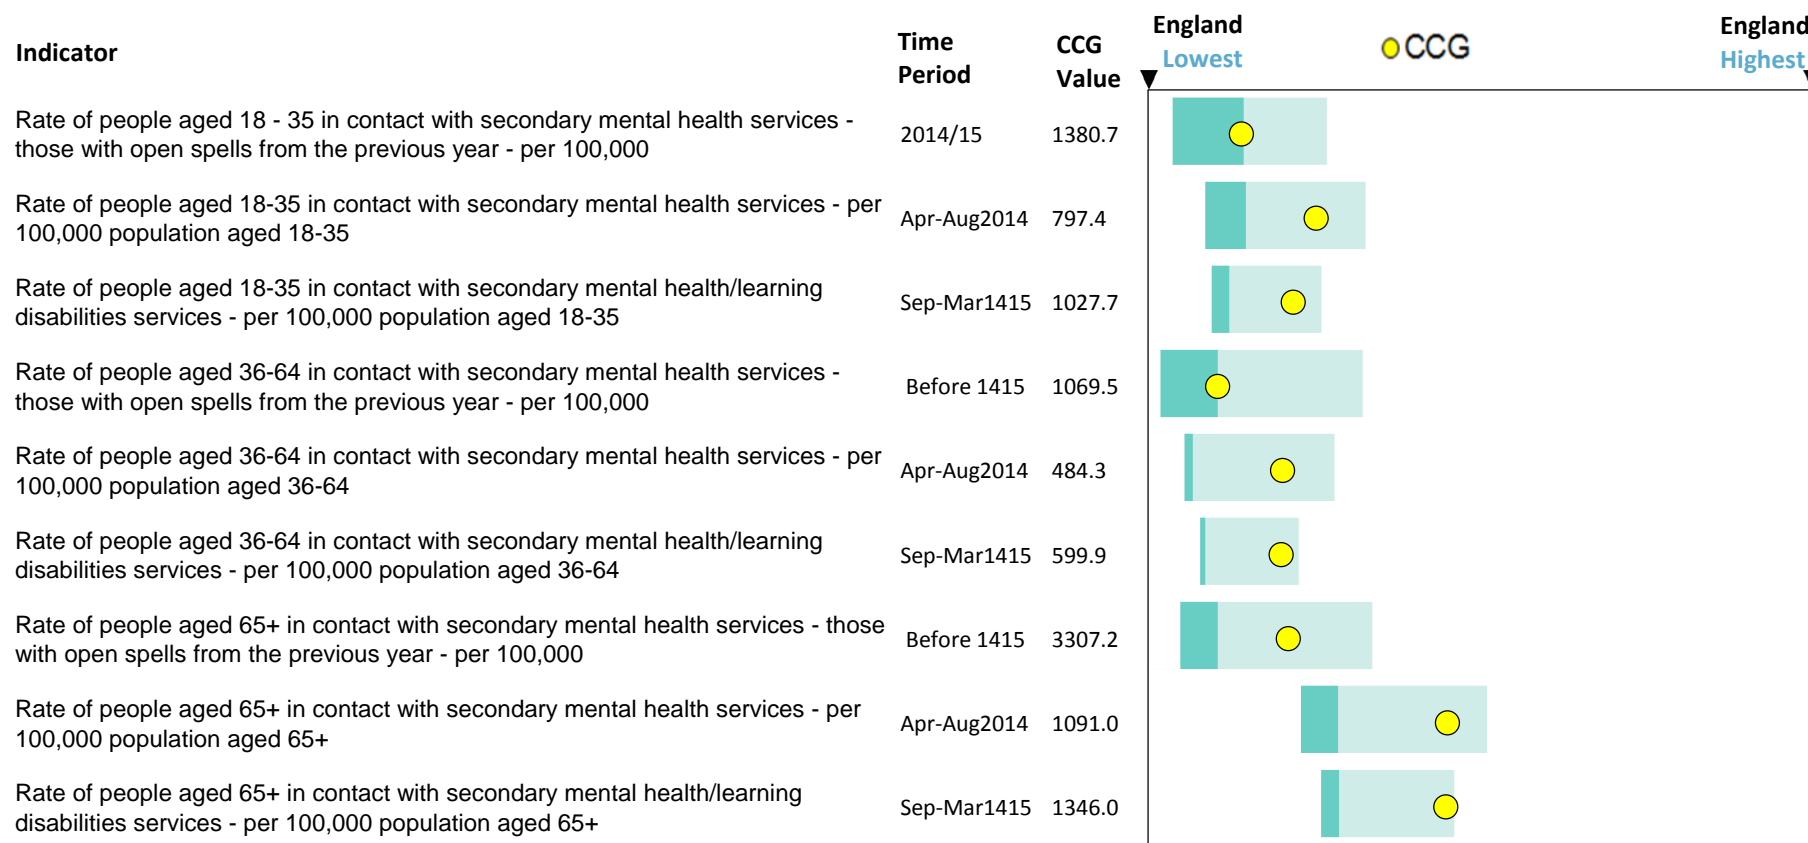 Indicator
Time Period
CCG Value
England Lowest
CCG
England Highest
Rate of people aged 18 - 35 in contact with secondary mental health services -
those with open spells from the previous year - per 100,000
2014/15
1380.7
Rate of people aged 18-35 in contact with secondary mental health services - per
100,000 population aged 18-35
Apr-Aug2014
797.4
Rate of people aged 18-35 in contact with secondary mental health/learning
disabilities services - per 100,000 population aged 18-35
Sep-Mar1415
1027.7
Rate of people aged 36-64 in contact with secondary mental health services -
those with open spells from the previous year - per 100,000
Before 1415
1069.5
Rate of people aged 36-64 in contact with secondary mental health services - per
100,000 population aged 36-64
Apr-Aug2014
484.3
Rate of people aged 36-64 in contact with secondary mental health/learning
disabilities services - per 100,000 population aged 36-64
Sep-Mar1415
599.9
Rate of people aged 65+ in contact with secondary mental health services - those
with open spells from the previous year - per 100,000
Before 1415
3307.2
Rate of people aged 65+ in contact with secondary mental health services - per
100,000 population aged 65+
Apr-Aug2014
1091.0
Rate of people aged 65+ in contact with secondary mental health/learning
disabilities services - per 100,000 population aged 65+
Sep-Mar1415
1346.0